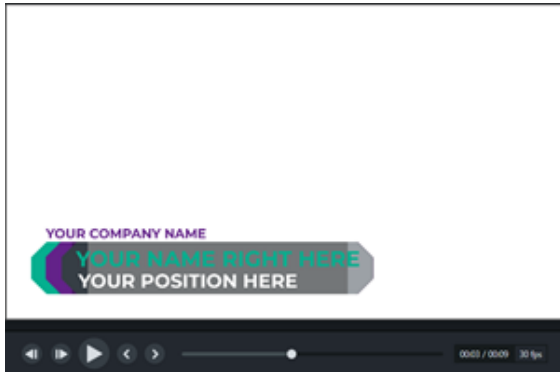 YOUR COMPANY NAME
YOUR NAME RIGHT HERE
YOUR POSITION HERE
00:03 / 00:09 30 fps